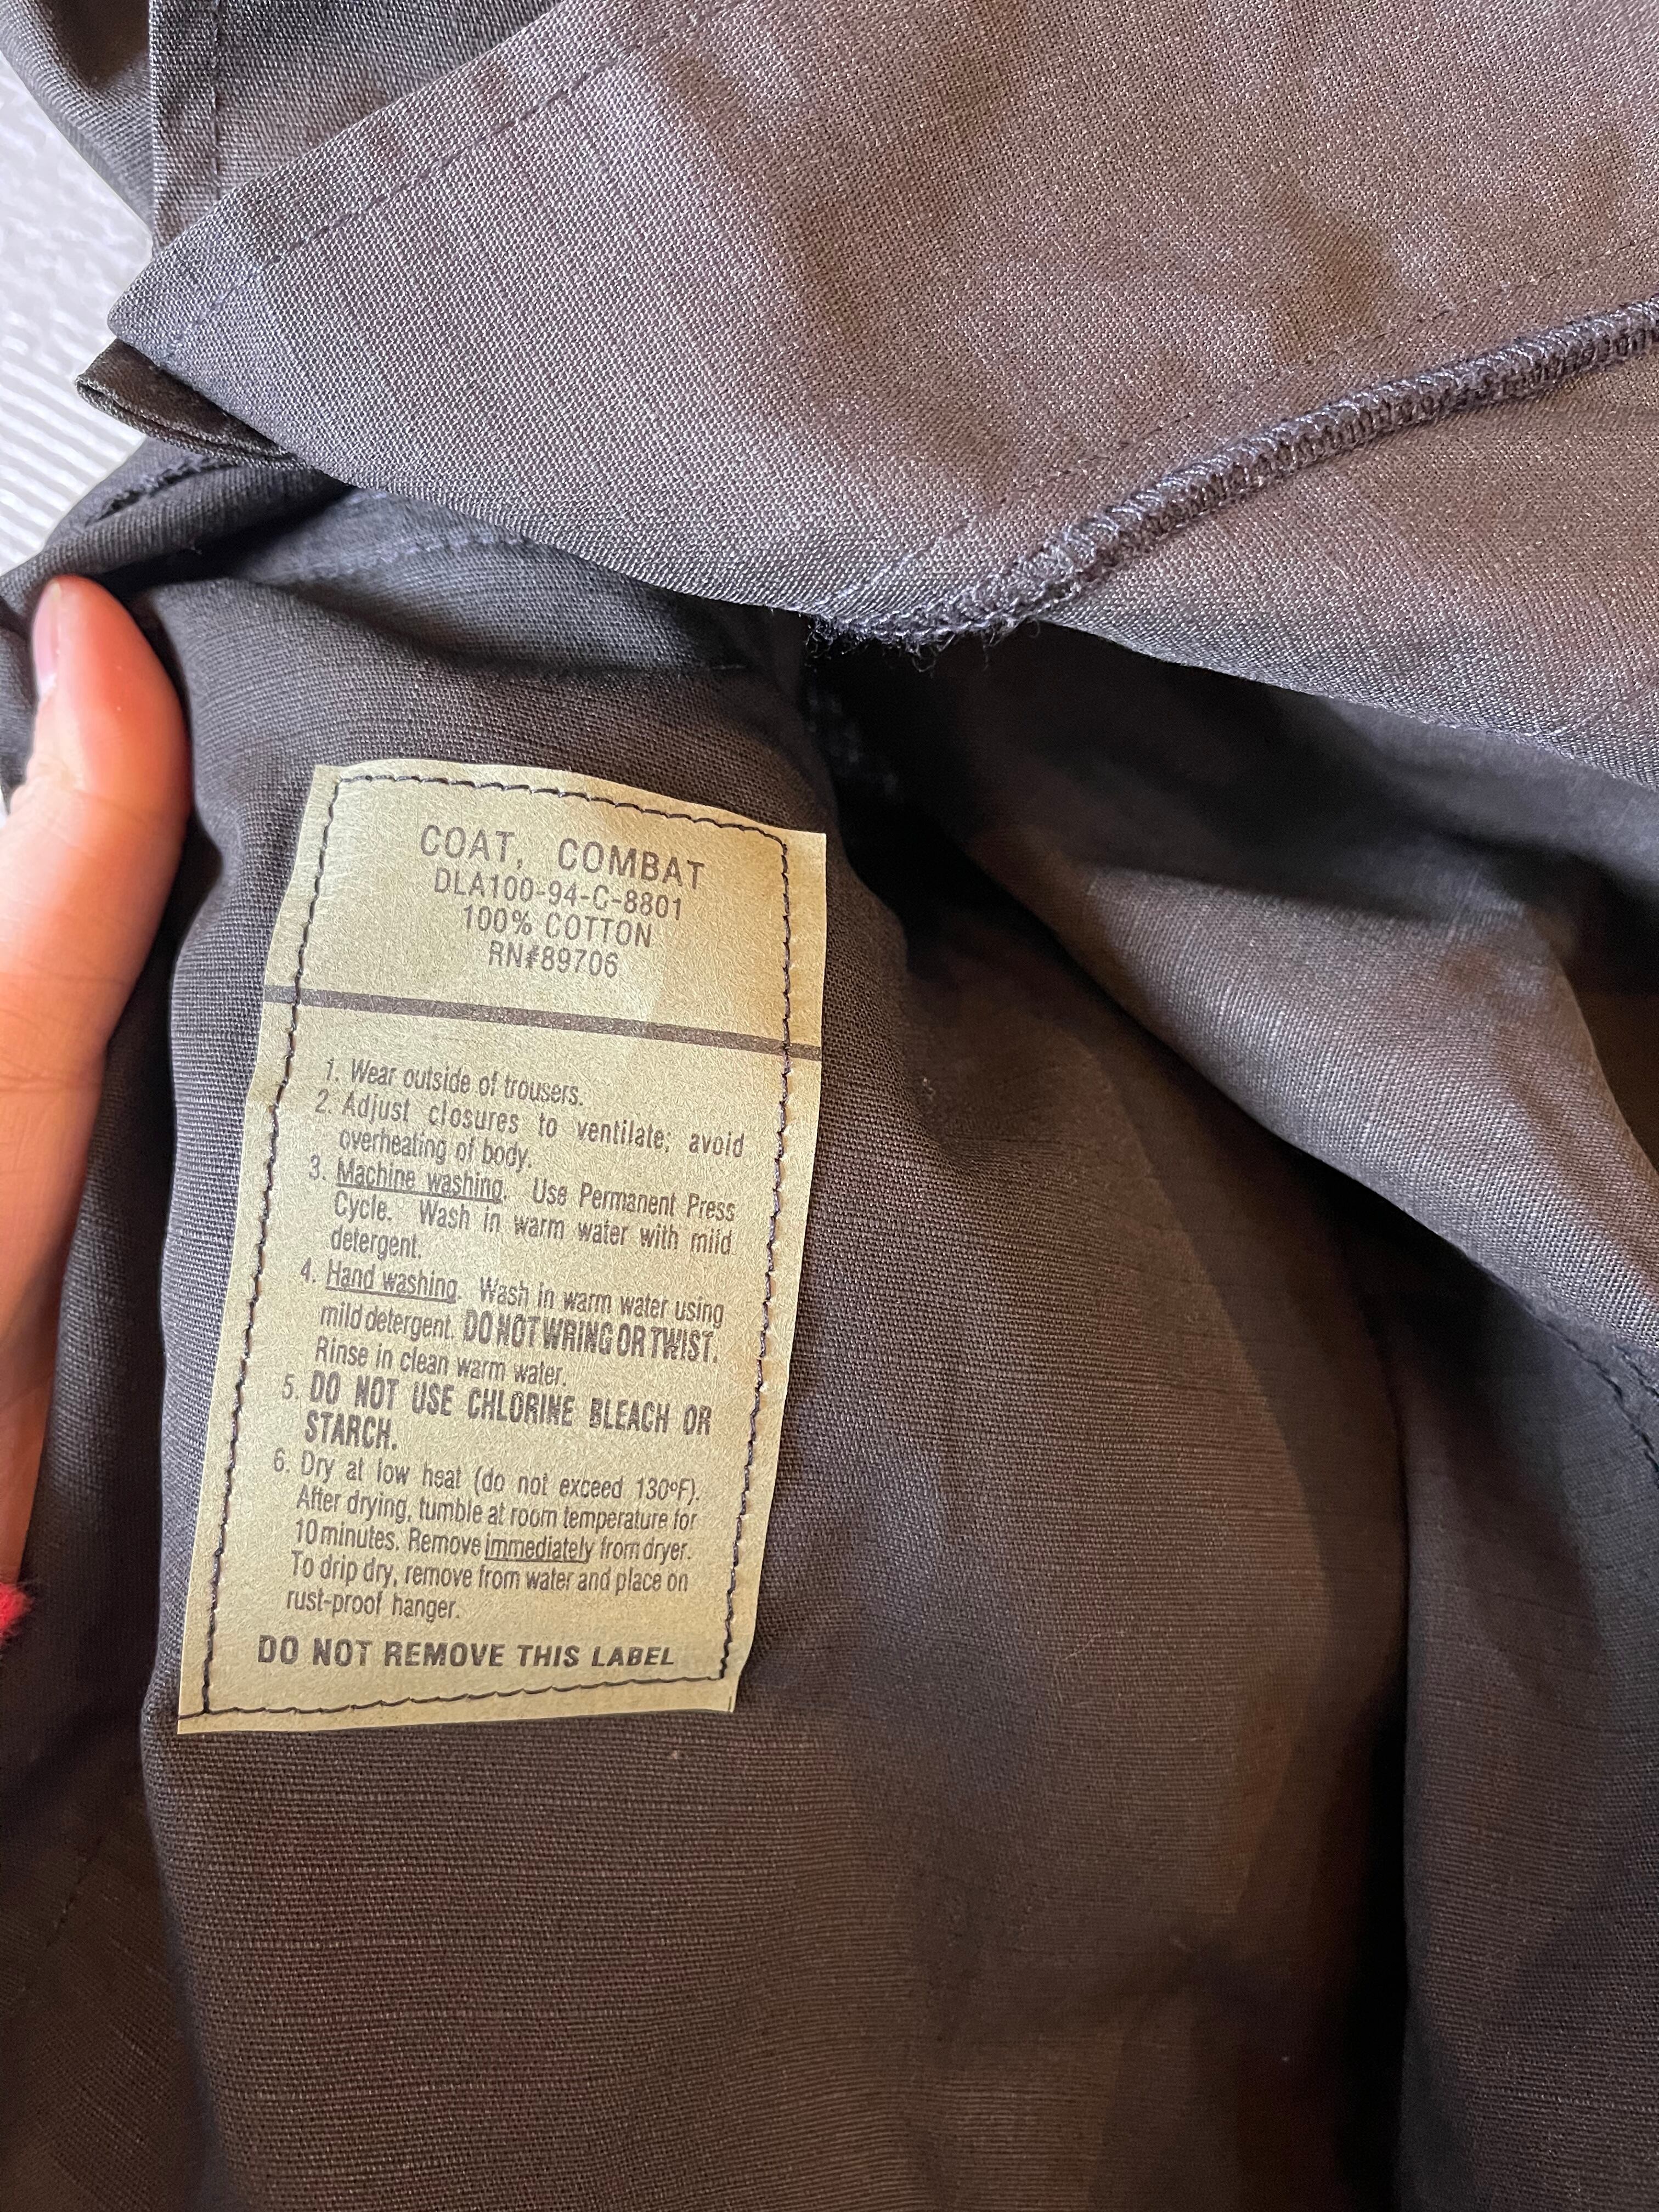 COAT, COMBAT
DLA100-94-C-8801
100% COTTON
RN#89706
1. Wear outside of trousers.
2. Adjust closures to ventilate; avoid
overheating of body.
3. Machine washing. Use Permanent Press
Cycle. Wash in warm water with mild
detergent.
4. Hand washing. Wash in warm water using
mild detergent. DO NOT WRING OR TWIST.
Rinse in clean warm water.
5. DO NOT USE CHLORINE BLEACH OR
STARCH.
6. Dry at low heat (do not exceed 130ºF).
After drying, tumble at room temperature for
10 minutes. Remove immediately from dryer.
To drip dry, remove from water and place on
rust-proof hanger.
DO NOT REMOVE THIS LABEL